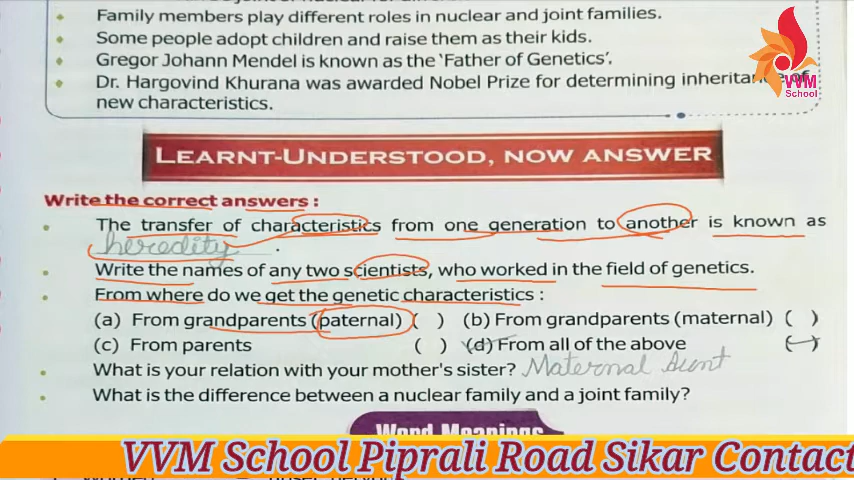 Family members play different roles in nuclear and joint families.
Some people adopt children and raise them as their kids.
Gregor Johann Mendel is known as the 'Father of Genetics'.
Dr. Hargovind Khurana was awarded Nobel Prize for determining inheritance of
new characteristics.
VVM
School
LEARNT-UNDERSTOOD, NOW ANSWER
Write the correct answers :
The transfer of characteristics from one generation to another is known as
heredity.
Write the names of any two scientists, who worked in the field of genetics.
From where do we get the genetic characteristics :
(a) From grandparents (paternal) ( ) (b) From grandparents (maternal) ( )
(c) From parents ( ) (d) From all of the above ( )
What is your relation with your mother's sister? Maternal Aunt
What is the difference between a nuclear family and a joint family?
Word Meanings
VVM School Piprali Road Sikar Contact